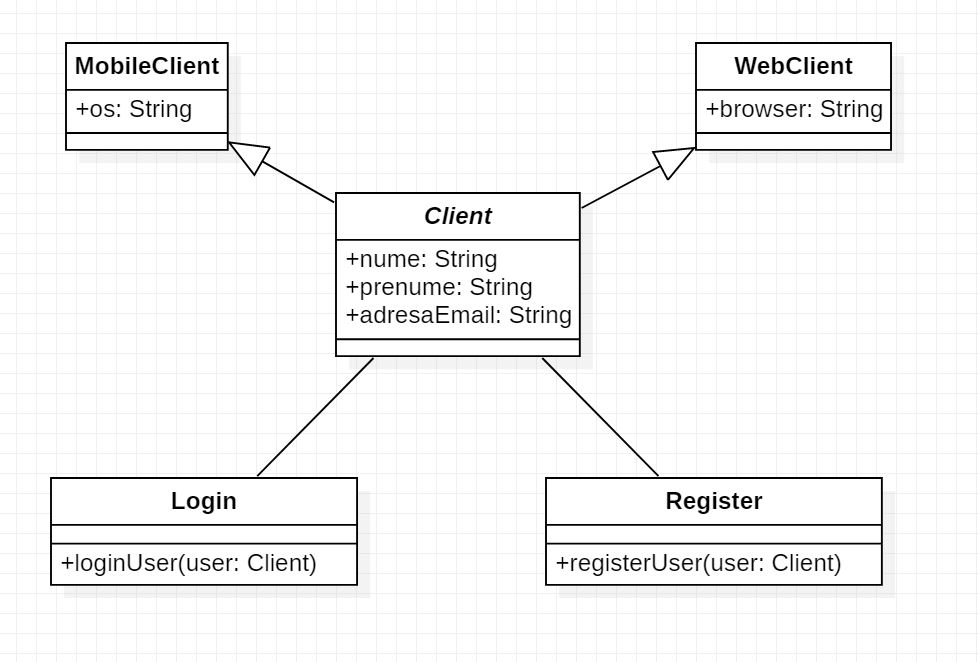 MobileClient
+os: String
WebClient
+browser: String
Client
+nume: String
+prenume: String
+adresaEmail: String
Login
+loginUser(user: Client)
Register
+registerUser(user: Client)